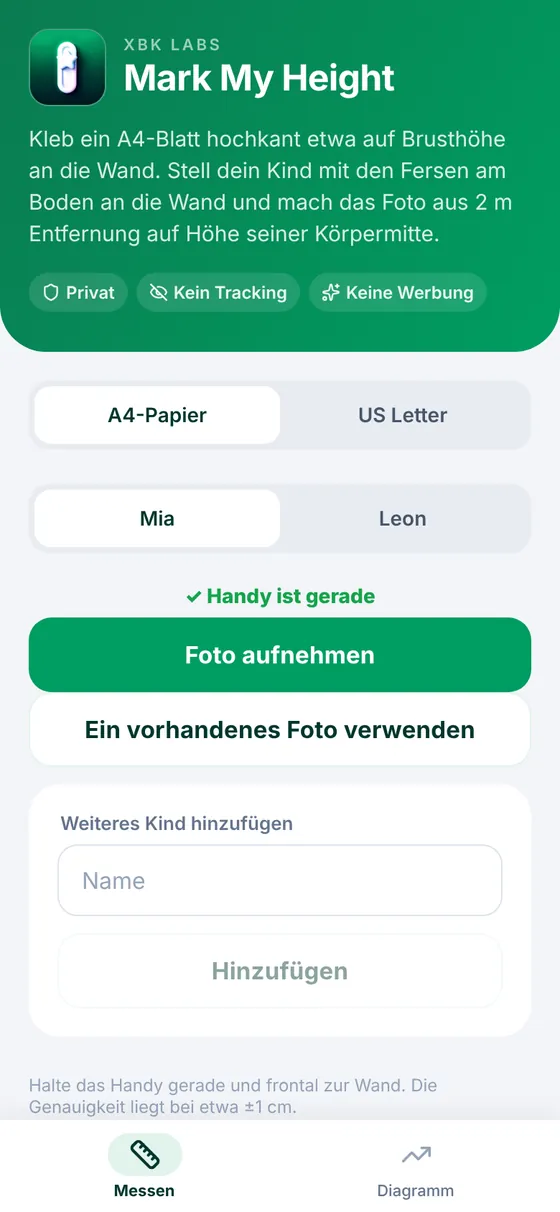 XBK LABS
Mark My Height
Kleb ein A4-Blatt hochkant etwa auf Brusthöhe
an die Wand. Stell dein Kind mit den Fersen am
Boden an die Wand und mach das Foto aus 2 m
Entfernung auf Höhe seiner Körpermitte.
Privat
Kein Tracking
Keine Werbung
A4-Papier
US Letter
Mia
Leon
✓ Handy ist gerade
Foto aufnehmen
Ein vorhandenes Foto verwenden
Weiteres Kind hinzufügen
Name
Hinzufügen
Halte das Handy gerade und frontal zur Wand. Die
Genauigkeit liegt bei etwa ±1 cm.
Messen
Diagramm